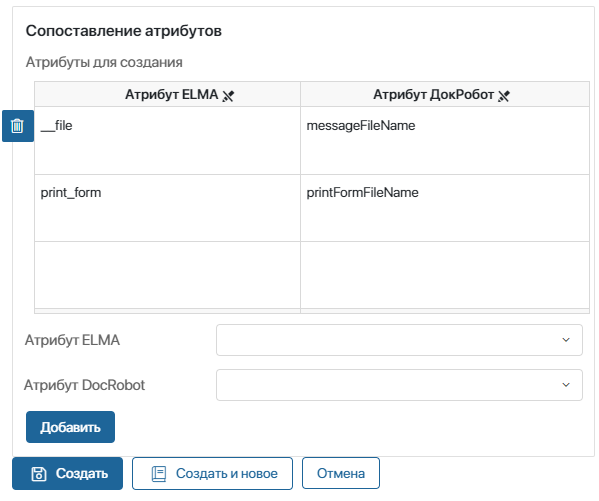 Сопоставление атрибутов
Атрибуты для создания
Атрибут ELMA Атрибут ДокРобот
__file messageFileName
print_form printFormFileName
Атрибут ELMA
Атрибут DocRobot
Добавить
Создать Создать и новое Отмена